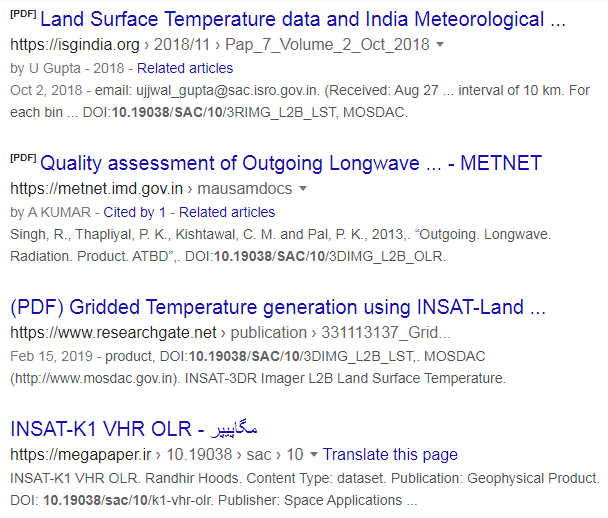 [PDF] Land Surface Temperature data and India Meteorological ...
https://isgindia.org › 2018/11 › Pap_7_Volume_2_Oct_2018
by U Gupta - 2018 - Related articles
Oct 2, 2018 - email: ujjwal_gupta@sac.isro.gov.in. (Received: Aug 27 ... interval of 10 km. For
each bin ... DOI:10.19038/SAC/10/3RIMG_L2B_LST, MOSDAC.
[PDF] Quality assessment of Outgoing Longwave ... - METNET
https://metnet.imd.gov.in › mausamdocs
by A KUMAR - Cited by 1 - Related articles
Singh, R., Thapliyal, P. K., Kishtawal, C. M. and Pal, P. K., 2013,. “Outgoing. Longwave.
Radiation. Product. ATBD”,. DOI:10.19038/SAC/10/3DIMG_L2B_OLR.
(PDF) Gridded Temperature generation using INSAT-Land ...
https://www.researchgate.net › publication › 331113137_Grid...
Feb 15, 2019 - product, DOI:10.19038/SAC/10/3DIMG_L2B_LST,. MOSDAC
(http://www.mosdac.gov.in). INSAT-3DR Imager L2B Land Surface Temperature.
INSAT-K1 VHR OLR - مگاپیپر
https://megapaper.ir › 10.19038 › sac › 10 Translate this page
INSAT-K1 VHR OLR. Randhir Hoods. Content Type: dataset. Publication: Geophysical Product.
DOI: 10.19038/sac/10/k1-vhr-olr. Publisher: Space Applications ...